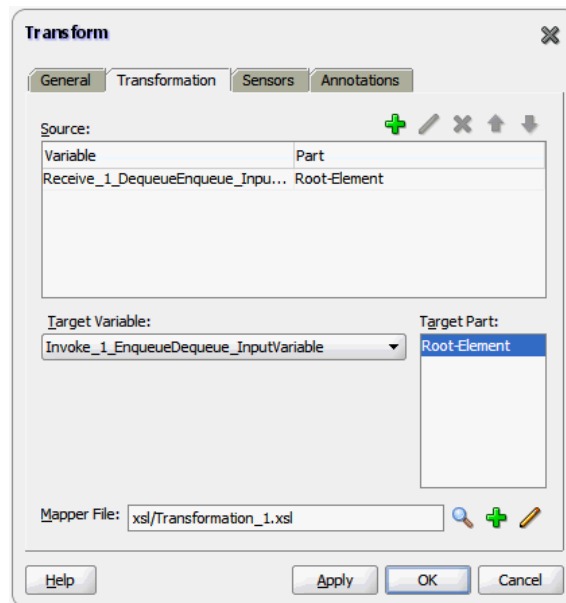 Transform
General Transformation Sensors Annotations
Source:
Variable Part
Receive_1_DequeueEnqueue_Inpu... Root-Element
Target Variable: Target Part:
Invoke_1_EnqueueDequeue_InputVariable Root-Element
Mapper File: xsl/Transformation_1.xsl
Help Apply OK Cancel